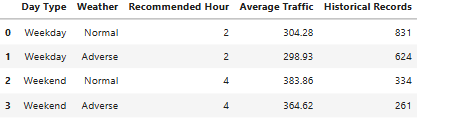 Day Type Weather Recommended Hour Average Traffic Historical Records
0 Weekday Normal 2 304.28 831
1 Weekday Adverse 2 298.93 624
2 Weekend Normal 4 383.86 334
3 Weekend Adverse 4 364.62 261